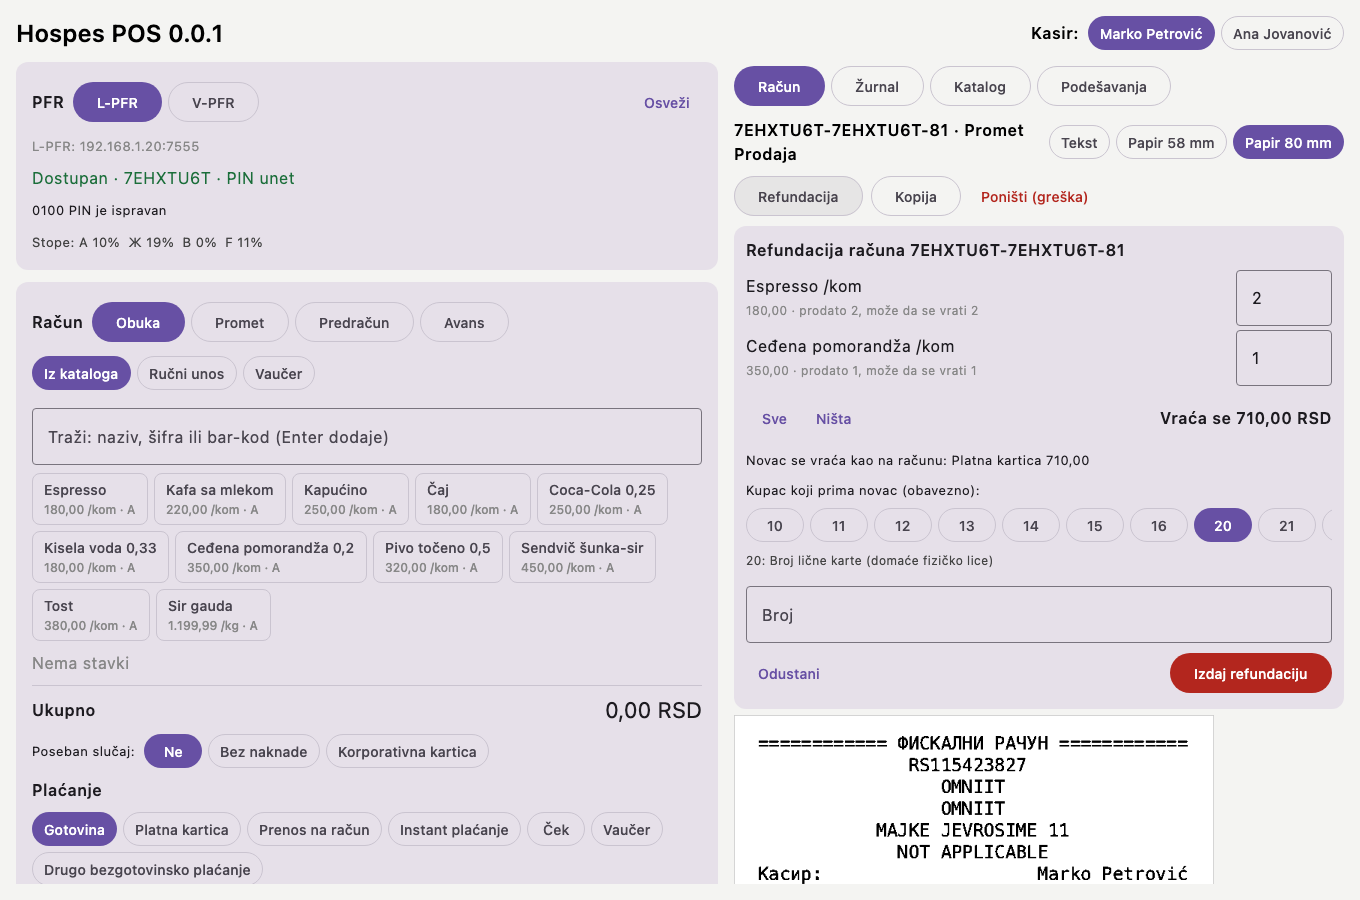 Hospes POS 0.0.1
Kasir: Marko Petrović Ana Jovanović
PFR L-PFR V-PFR Osveži
L-PFR: 192.168.1.20:7555
Dostupan · 7EHXTU6T · PIN unet
0100 PIN je ispravan
Stope: A 10% Ж 19% B 0% F 11%
Račun Obuka Promet Predračun Avans
Iz kataloga Ručni unos Vaučer
Traži: naziv, šifra ili bar-kod (Enter dodaje)
Espresso Kafa sa mlekom Kapućino Čaj Coca-Cola 0,25
180,00 /kom · A 220,00 /kom · A 250,00 /kom · A 180,00 /kom · A 250,00 /kom · A
Kisela voda 0,33 Ceđena pomorandža 0,2 Pivo točeno 0,5 Sendvič šunka-sir
180,00 /kom · A 350,00 /kom · A 320,00 /kom · A 450,00 /kom · A
Tost Sir gauda
380,00 /kom · A 1.199,99 /kg · A
Nema stavki
Ukupno 0,00 RSD
Poseban slučaj: Ne Bez naknade Korporativna kartica
Plaćanje
Gotovina Platna kartica Prenos na račun Instant plaćanje Ček Vaučer
Drugo bezgotovinsko plaćanje
Račun Žurnal Katalog Podešavanja
7EHXTU6T-7EHXTU6T-81 · Promet
Prodaja
Tekst Papir 58 mm Papir 80 mm
Refundacija Kopija Poništi (greška)
Refundacija računa 7EHXTU6T-7EHXTU6T-81
Espresso /kom 2
180,00 · prodato 2, može da se vrati 2
Ceđena pomorandža /kom 1
350,00 · prodato 1, može da se vrati 1
Sve Ništa Vraća se 710,00 RSD
Novac se vraća kao na računu: Platna kartica 710,00
Kupac koji prima novac (obavezno):
10 11 12 13 14 15 16 20 21
20: Broj lične karte (domaće fizičko lice)
Broj
Odustani Izdaj refundaciju
============ ФИСКАЛНИ РАЧУН ============
RS115423827
OMNIIT
OMNIIT
MAJKE JEVROSIME 11
NOT APPLICABLE
Касир: Marko Petrović